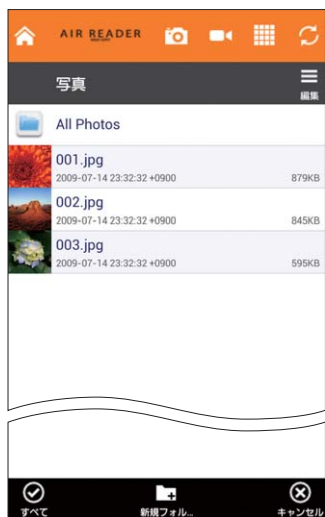 AIR READER
写真
編集
All Photos
001.jpg
2009-07-14 23:32:32 +0900 879KB
002.jpg
2009-07-14 23:32:32 +0900 845KB
003.jpg
2009-07-14 23:32:32 +0900 595KB
すべて 新規フォル... キャンセル